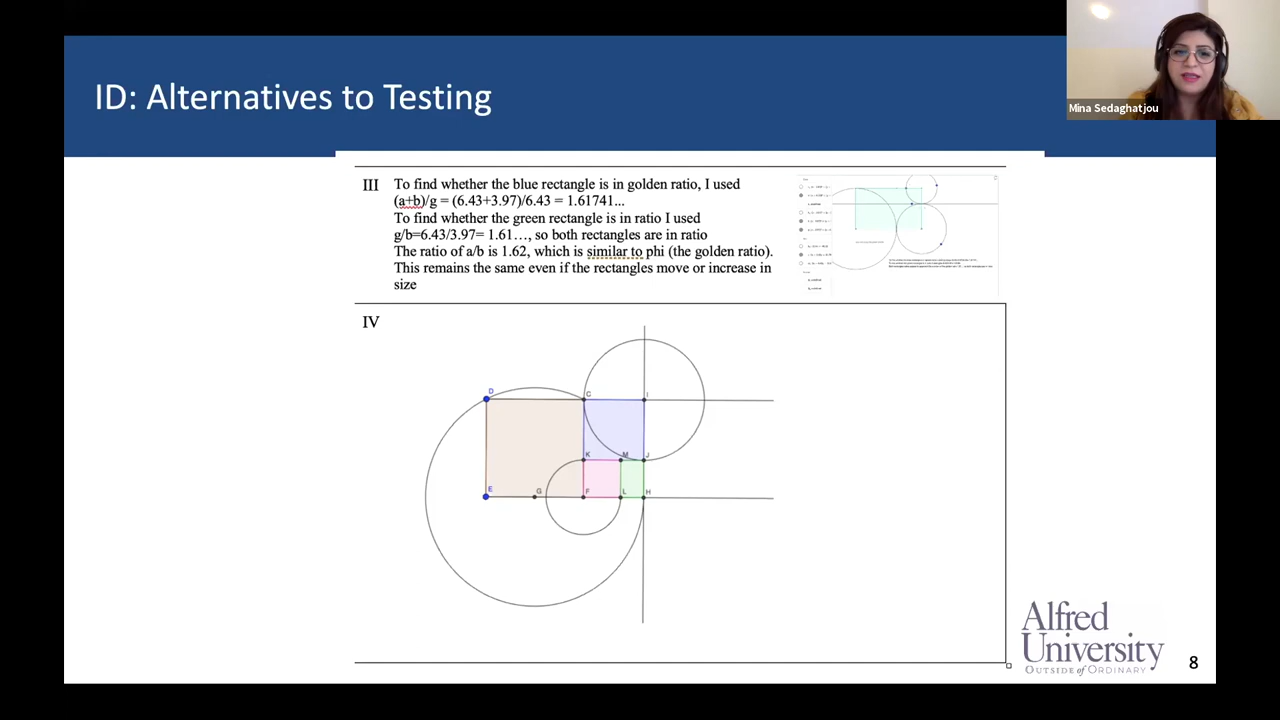 Mina Sedaghatjou
ID: Alternatives to Testing
III
To find whether the blue rectangle is in golden ratio, I used
(a+b)/g = (6.43+3.97)/6.43 = 1.61741...
To find whether the green rectangle is in ratio I used
g/b=6.43/3.97= 1.61…, so both rectangles are in ratio
The ratio of a/b is 1.62, which is similar to phi (the golden ratio).
This remains the same even if the rectangles move or increase in
size
IV
D C I
K M J
E G F L H
Alfred
University
OUTSIDE of ORDINARY
8